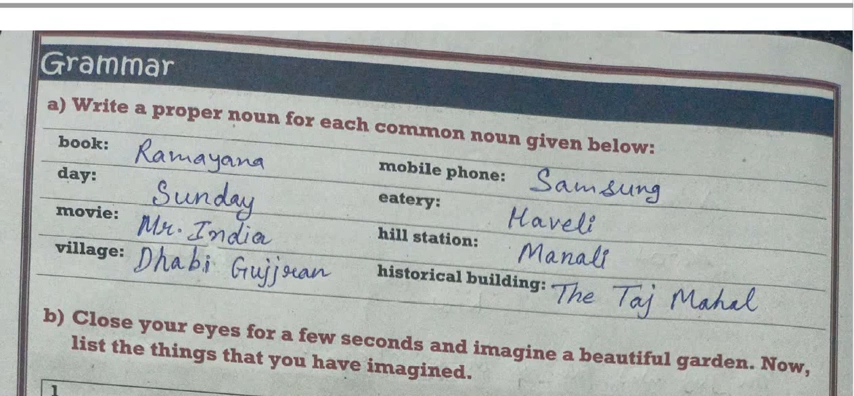 Grammar
a) Write a proper noun for each common noun given below:
book: Ramayana mobile phone: Samsung
day: Sunday eatery: Haveli
movie: Mr. India hill station: Manali
village: Dhabi Gujjran historical building: The Taj Mahal
b) Close your eyes for a few seconds and imagine a beautiful garden. Now,
list the things that you have imagined.
1